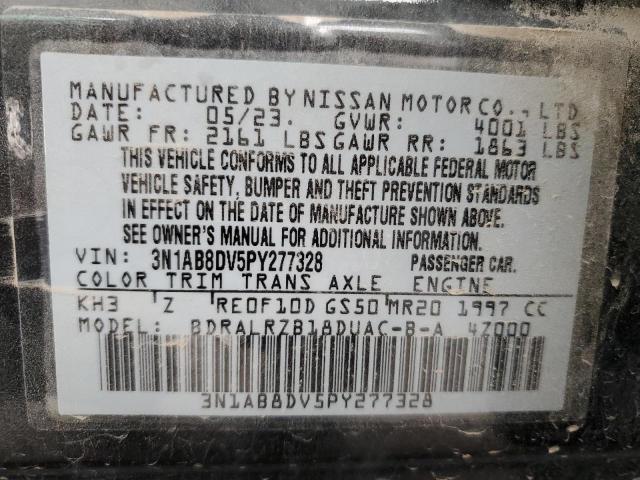 MANUFACTURED BY NISSAN MOTOR CO., LTD
DATE: 05/23. GVWR: 4001 LBS
GAWR FR: 2161 LBS GAWR RR: 1863 LBS
THIS VEHICLE CONFORMS TO ALL APPLICABLE FEDERAL MOTOR
VEHICLE SAFETY, BUMPER AND THEFT PREVENTION STANDARDS
IN EFFECT ON THE DATE OF MANUFACTURE SHOWN ABOVE.
SEE OWNER'S MANUAL FOR ADDITIONAL INFORMATION.
VIN: 3N1AB8DV5PY277328 PASSENGER CAR.
COLOR TRIM TRANS AXLE ENGINE
KH3 Z RE0F10D GS50 MR20 1997 CC
MODEL: BDRALRZB18DUAC-B-A 4Z000
3N1AB8DV5PY277328